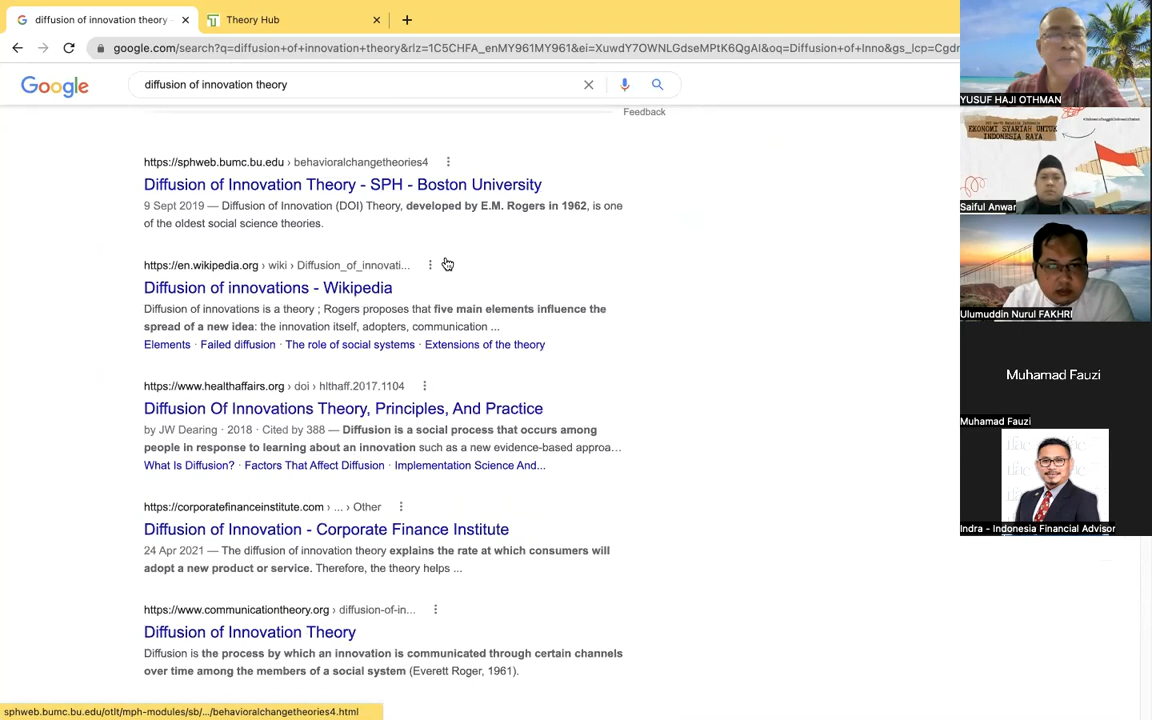 diffusion of innovation theory
Theory Hub
google.com/search?q=diffusion+of+innovation+theory&rlz=1C5CHFA_enMY961MY961&ei=XuwdY7OWNLGdseMPtK6QgAI&oq=Diffusion+of+Inno&gs_lcp=Cgdn
Google
diffusion of innovation theory
Feedback
https://sphweb.bumc.bu.edu › behavioralchangetheories4
Diffusion of Innovation Theory - SPH - Boston University
9 Sept 2019 — Diffusion of Innovation (DOI) Theory, developed by E.M. Rogers in 1962, is one
of the oldest social science theories.
https://en.wikipedia.org › wiki › Diffusion_of_innovati...
Diffusion of innovations - Wikipedia
Diffusion of innovations is a theory ; Rogers proposes that five main elements influence the
spread of a new idea: the innovation itself, adopters, communication ...
Elements · Failed diffusion · The role of social systems · Extensions of the theory
https://www.healthaffairs.org › doi › hlthaff.2017.1104
Diffusion Of Innovations Theory, Principles, And Practice
by JW Dearing · 2018 · Cited by 388 — Diffusion is a social process that occurs among
people in response to learning about an innovation such as a new evidence-based approa...
What Is Diffusion? · Factors That Affect Diffusion · Implementation Science And...
https://corporatefinanceinstitute.com › ... › Other
Diffusion of Innovation - Corporate Finance Institute
24 Apr 2021 — The diffusion of innovation theory explains the rate at which consumers will
adopt a new product or service. Therefore, the theory helps ...
https://www.communicationtheory.org › diffusion-of-in...
Diffusion of Innovation Theory
Diffusion is the process by which an innovation is communicated through certain channels
over time among the members of a social system (Everett Roger, 1961).
sphweb.bumc.bu.edu/otlt/mph-modules/sb/.../behavioralchangetheories4.html
YUSUF HAJI OTHMAN
EKONOMI SYARIAH UNTUK
INDONESIA RAYA
Saiful Anwar
Ulumuddin Nurul FAKHRI
Muhamad Fauzi
Muhamad Fauzi
Indra - Indonesia Financial Advisor